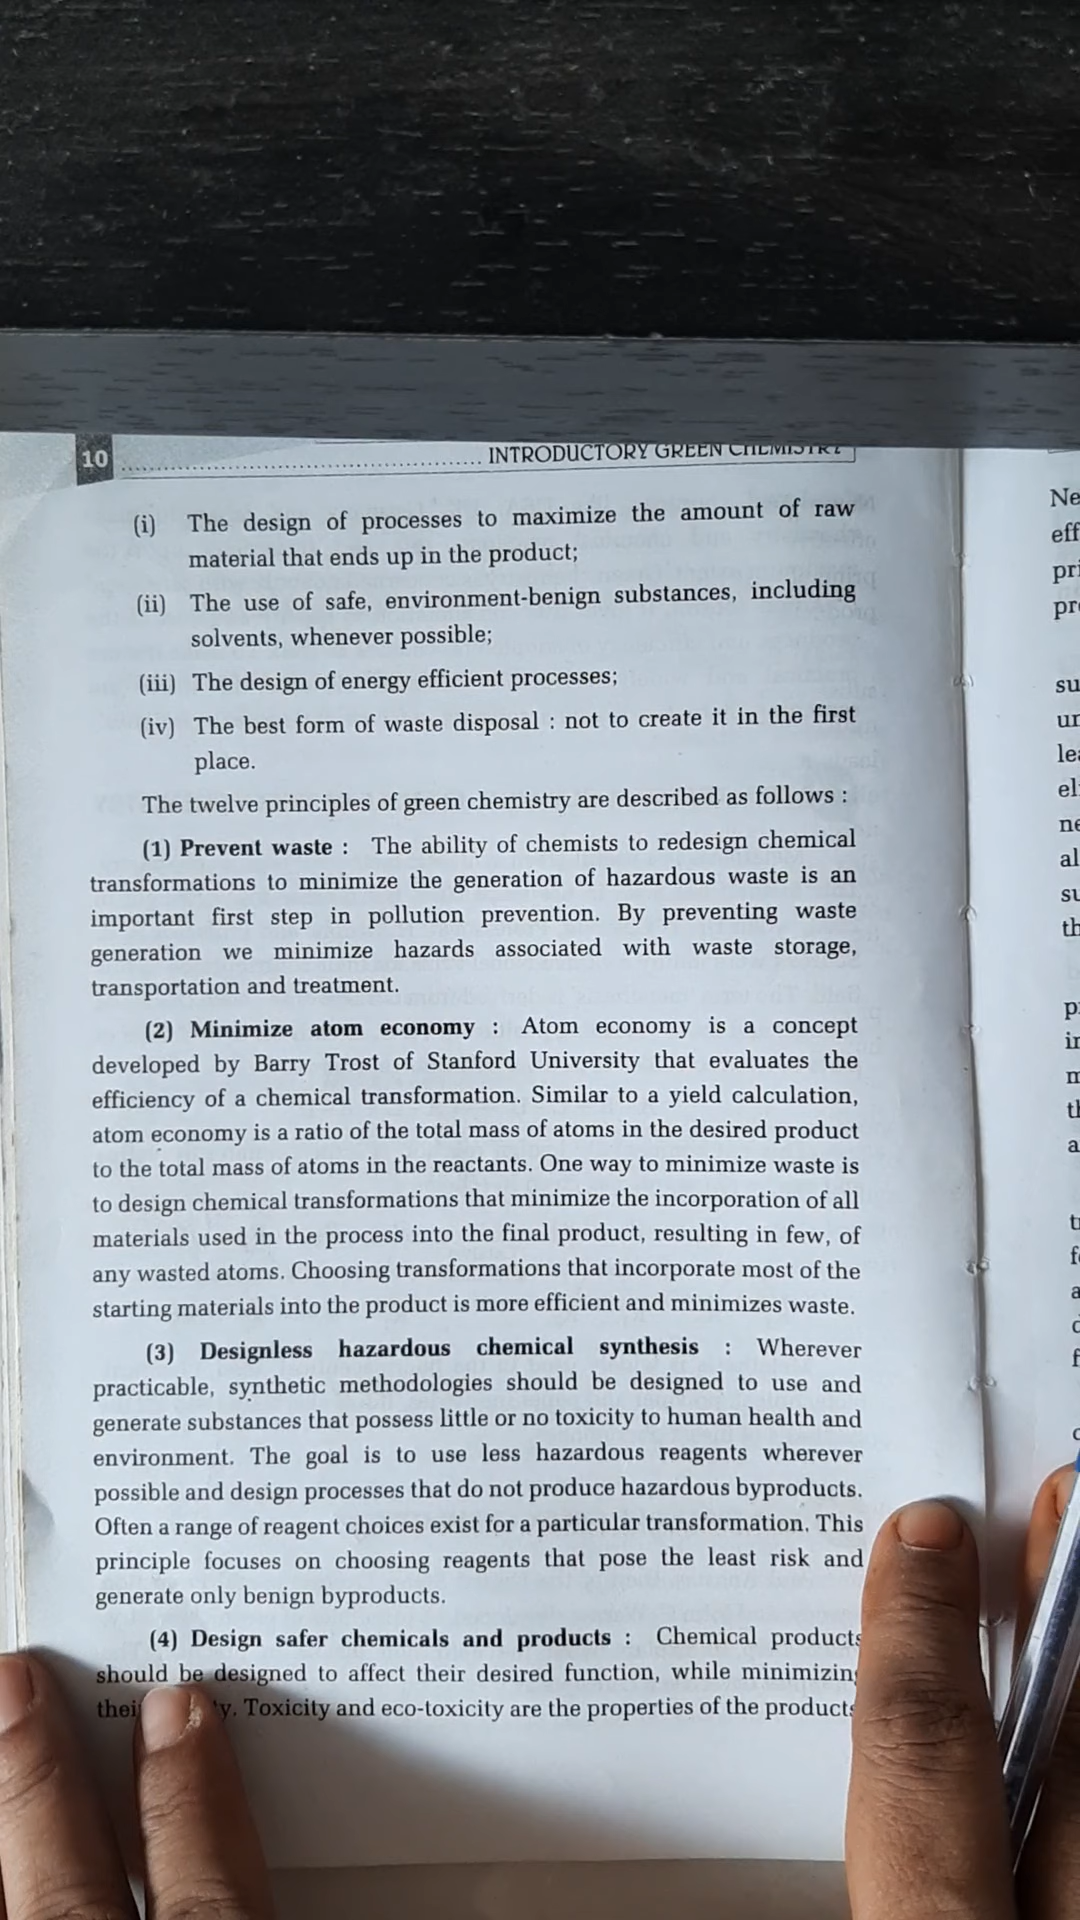 10 ........................................................ INTRODUCTORY GREEN CHEMISTRY
(i) The design of processes to maximize the amount of raw
material that ends up in the product;
(ii) The use of safe, environment-benign substances, including
solvents, whenever possible;
(iii) The design of energy efficient processes;
(iv) The best form of waste disposal : not to create it in the first
place.
The twelve principles of green chemistry are described as follows :
(1) Prevent waste : The ability of chemists to redesign chemical
transformations to minimize the generation of hazardous waste is an
important first step in pollution prevention. By preventing waste
generation we minimize hazards associated with waste storage,
transportation and treatment.
(2) Minimize atom economy : Atom economy is a concept
developed by Barry Trost of Stanford University that evaluates the
efficiency of a chemical transformation. Similar to a yield calculation,
atom economy is a ratio of the total mass of atoms in the desired product
to the total mass of atoms in the reactants. One way to minimize waste is
to design chemical transformations that minimize the incorporation of all
materials used in the process into the final product, resulting in few, of
any wasted atoms. Choosing transformations that incorporate most of the
starting materials into the product is more efficient and minimizes waste.
(3) Designless hazardous chemical synthesis : Wherever
practicable, synthetic methodologies should be designed to use and
generate substances that possess little or no toxicity to human health and
environment. The goal is to use less hazardous reagents wherever
possible and design processes that do not produce hazardous byproducts.
Often a range of reagent choices exist for a particular transformation. This
principle focuses on choosing reagents that pose the least risk and
generate only benign byproducts.
(4) Design safer chemicals and products : Chemical products
should be designed to affect their desired function, while minimizing
Toxicity and eco-toxicity are the properties of the products